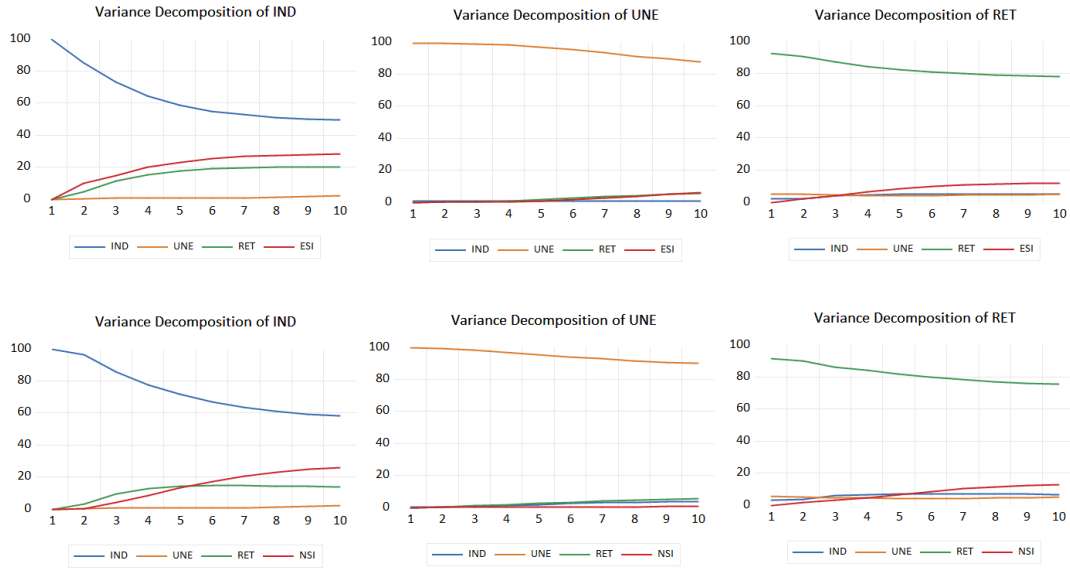 Variance Decomposition of IND
100
80
60
40
20
0
1 2 3 4 5 6 7 8 9 10
IND UNE RET ESI
Variance Decomposition of UNE
100
80
60
40
20
0
1 2 3 4 5 6 7 8 9 10
IND UNE RET ESI
Variance Decomposition of RET
100
80
60
40
20
0
1 2 3 4 5 6 7 8 9 10
IND UNE RET ESI
Variance Decomposition of IND
100
80
60
40
20
0
1 2 3 4 5 6 7 8 9 10
IND UNE RET NSI
Variance Decomposition of UNE
100
80
60
40
20
0
1 2 3 4 5 6 7 8 9 10
IND UNE RET NSI
Variance Decomposition of RET
100
80
60
40
20
0
1 2 3 4 5 6 7 8 9 10
IND UNE RET NSI